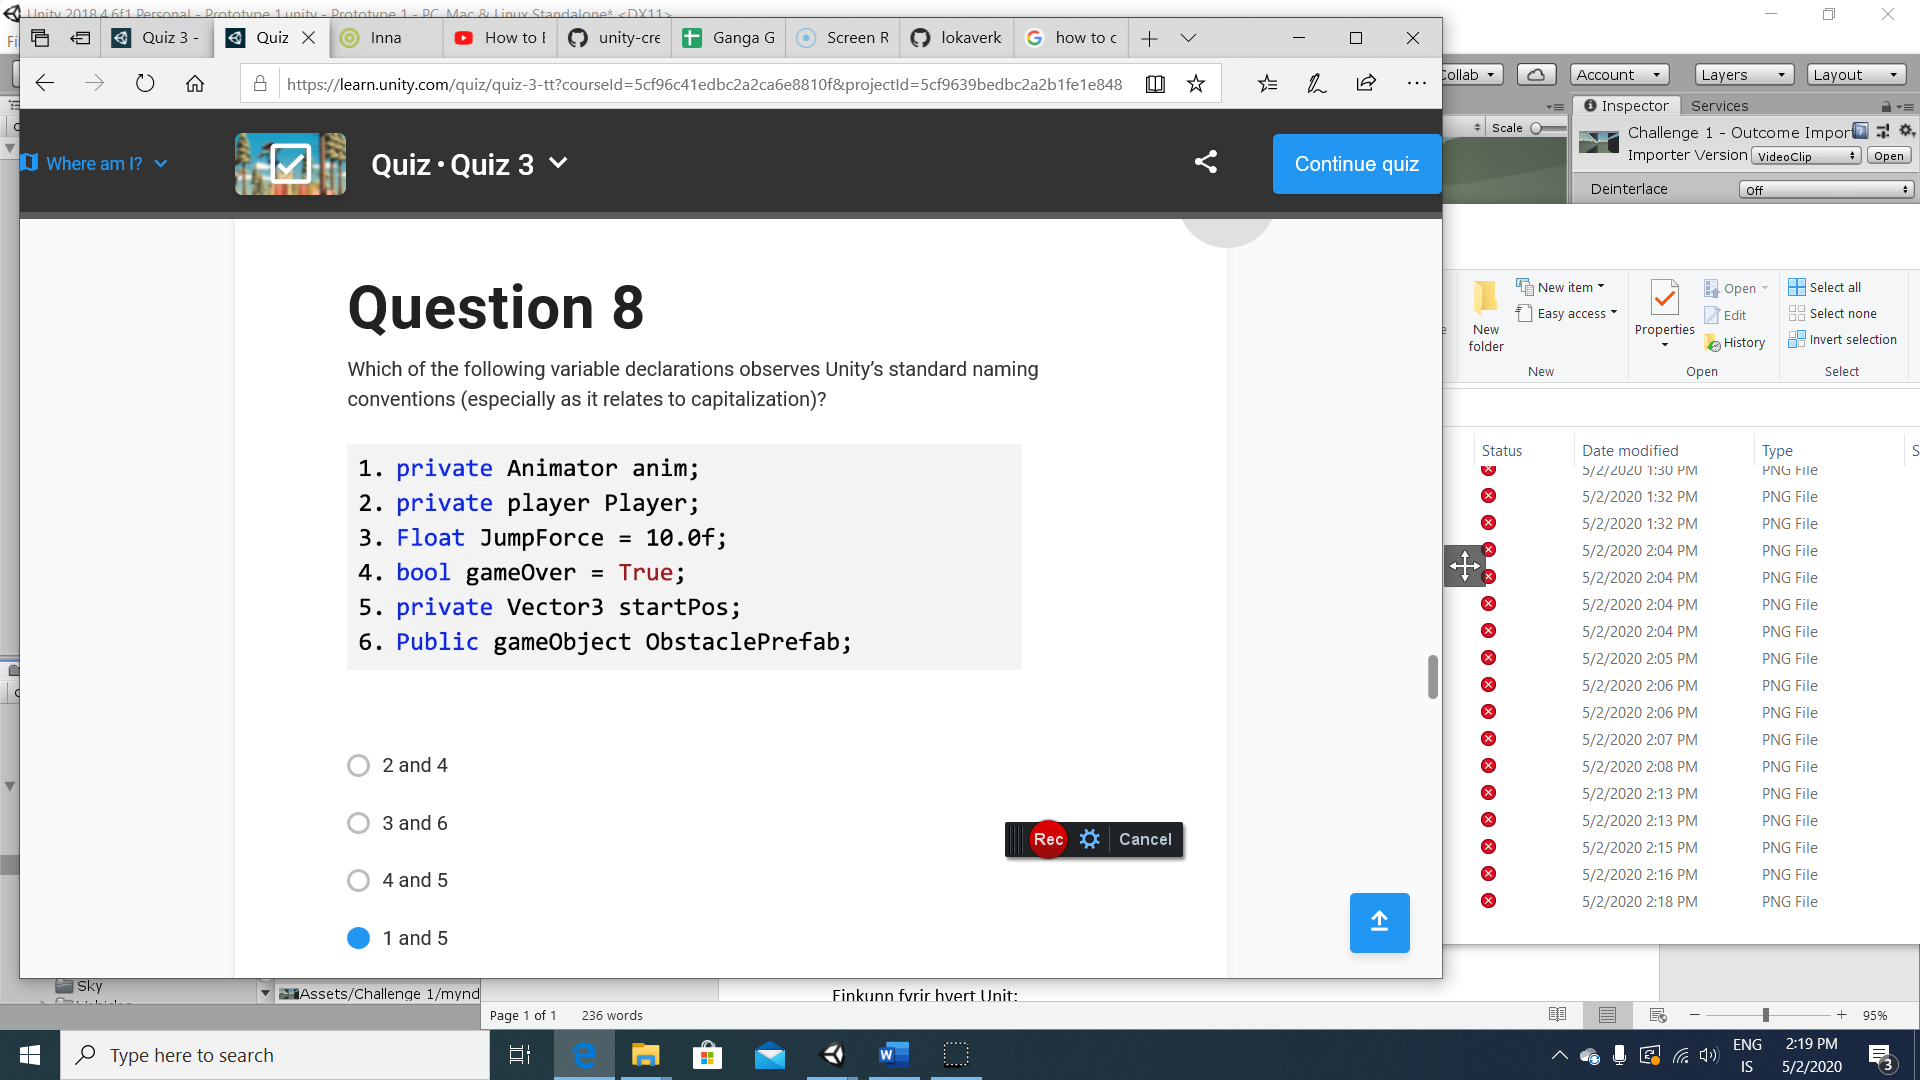 Unity 2018.4.6f1 Personal - Prototype 1.unity - Prototype 1 - PC, Mac & Linux Standalone* <DX11>
Quiz 3 -
Quiz
Inna
How to
unity-cre
Ganga G
Screen R
lokaverk
how to c
https://learn.unity.com/quiz/quiz-3-tt?courseId=5cf96c41edbc2a2ca6e8810f&projectId=5cf9639bedbc2a2b1fe1e848
Collab
Account
Layers
Layout
Inspector
Services
Scale
Challenge 1 - Outcome Impor
Importer Version
VideoClip
Open
Deinterlace
Off
Where am I?
Quiz · Quiz 3
Continue quiz
Question 8
Which of the following variable declarations observes Unity's standard naming
conventions (especially as it relates to capitalization)?
1. private Animator anim;
2. private player Player;
3. Float JumpForce = 10.0f;
4. bool gameOver = True;
5. private Vector3 startPos;
6. Public gameObject ObstaclePrefab;
2 and 4
3 and 6
4 and 5
1 and 5
Rec
Cancel
New folder
New item
Easy access
New
Properties
Open
Edit
History
Open
Select all
Select none
Invert selection
Select
Status
Date modified
Type
S
5/2/2020 1:30 PM PNG File
5/2/2020 1:32 PM PNG File
5/2/2020 1:32 PM PNG File
5/2/2020 2:04 PM PNG File
5/2/2020 2:04 PM PNG File
5/2/2020 2:04 PM PNG File
5/2/2020 2:04 PM PNG File
5/2/2020 2:05 PM PNG File
5/2/2020 2:06 PM PNG File
5/2/2020 2:06 PM PNG File
5/2/2020 2:07 PM PNG File
5/2/2020 2:08 PM PNG File
5/2/2020 2:13 PM PNG File
5/2/2020 2:13 PM PNG File
5/2/2020 2:15 PM PNG File
5/2/2020 2:16 PM PNG File
5/2/2020 2:18 PM PNG File
Sky
Assets/Challenge 1/mynd
Einkunn fyrir hvert Unit:
Page 1 of 1
236 words
95%
Type here to search
ENG
IS
2:19 PM
5/2/2020
3